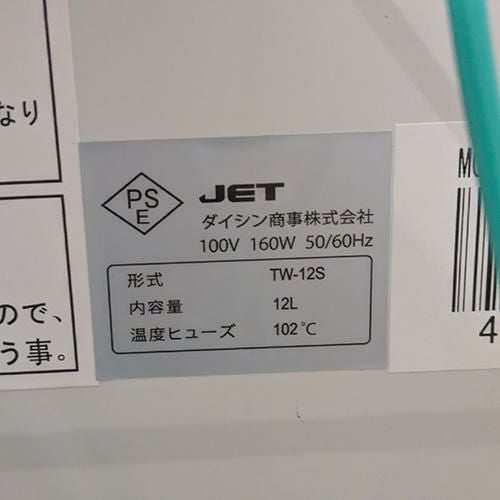 なり
ので、
う事。
PS
E
JET
ダイシン商事株式会社
100V 160W 50/60Hz
形式 TW-12S
内容量 12L
温度ヒューズ 102℃
4